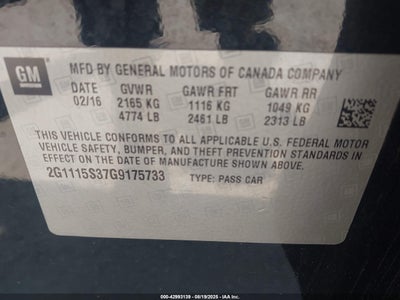 GM
MFD BY GENERAL MOTORS OF CANADA COMPANY
DATE GVWR GAWR FRT GAWR RR
02/16 2165 KG 1116 KG 1049 KG
4774 LB 2461 LB 2313 LB
THIS VEHICLE CONFORMS TO ALL APPLICABLE U.S. FEDERAL MOTOR
VEHICLE SAFETY, BUMPER, AND THEFT PREVENTION STANDARDS IN
EFFECT ON THE DATE OF MANUFACTURE SHOWN ABOVE.
2G1115S37G9175733 TYPE: PASS CAR
000-42993139 - 08/19/2025 - IAAI.COM